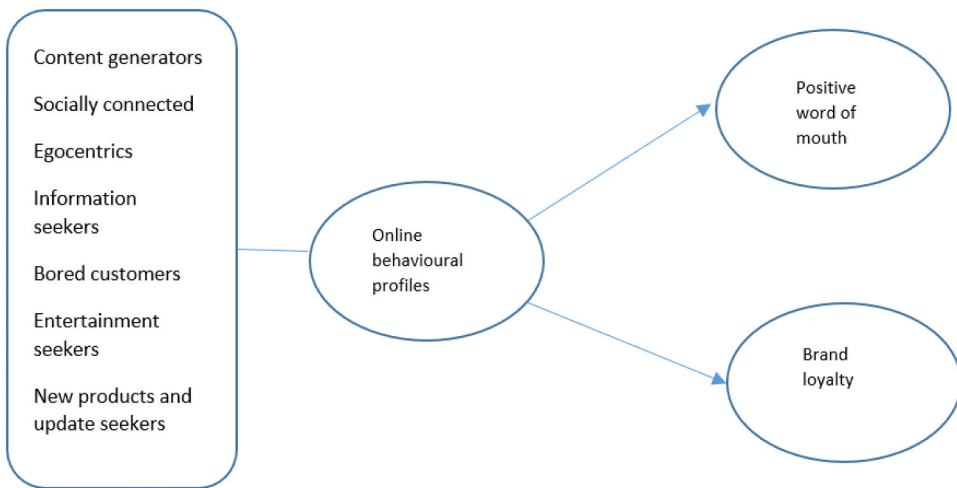 Content generators
Socially connected
Egocentrics
Information
seekers
Bored customers
Entertainment
seekers
New products and
update seekers
Online
behavioural
profiles
Positive
word of
mouth
Brand
loyalty